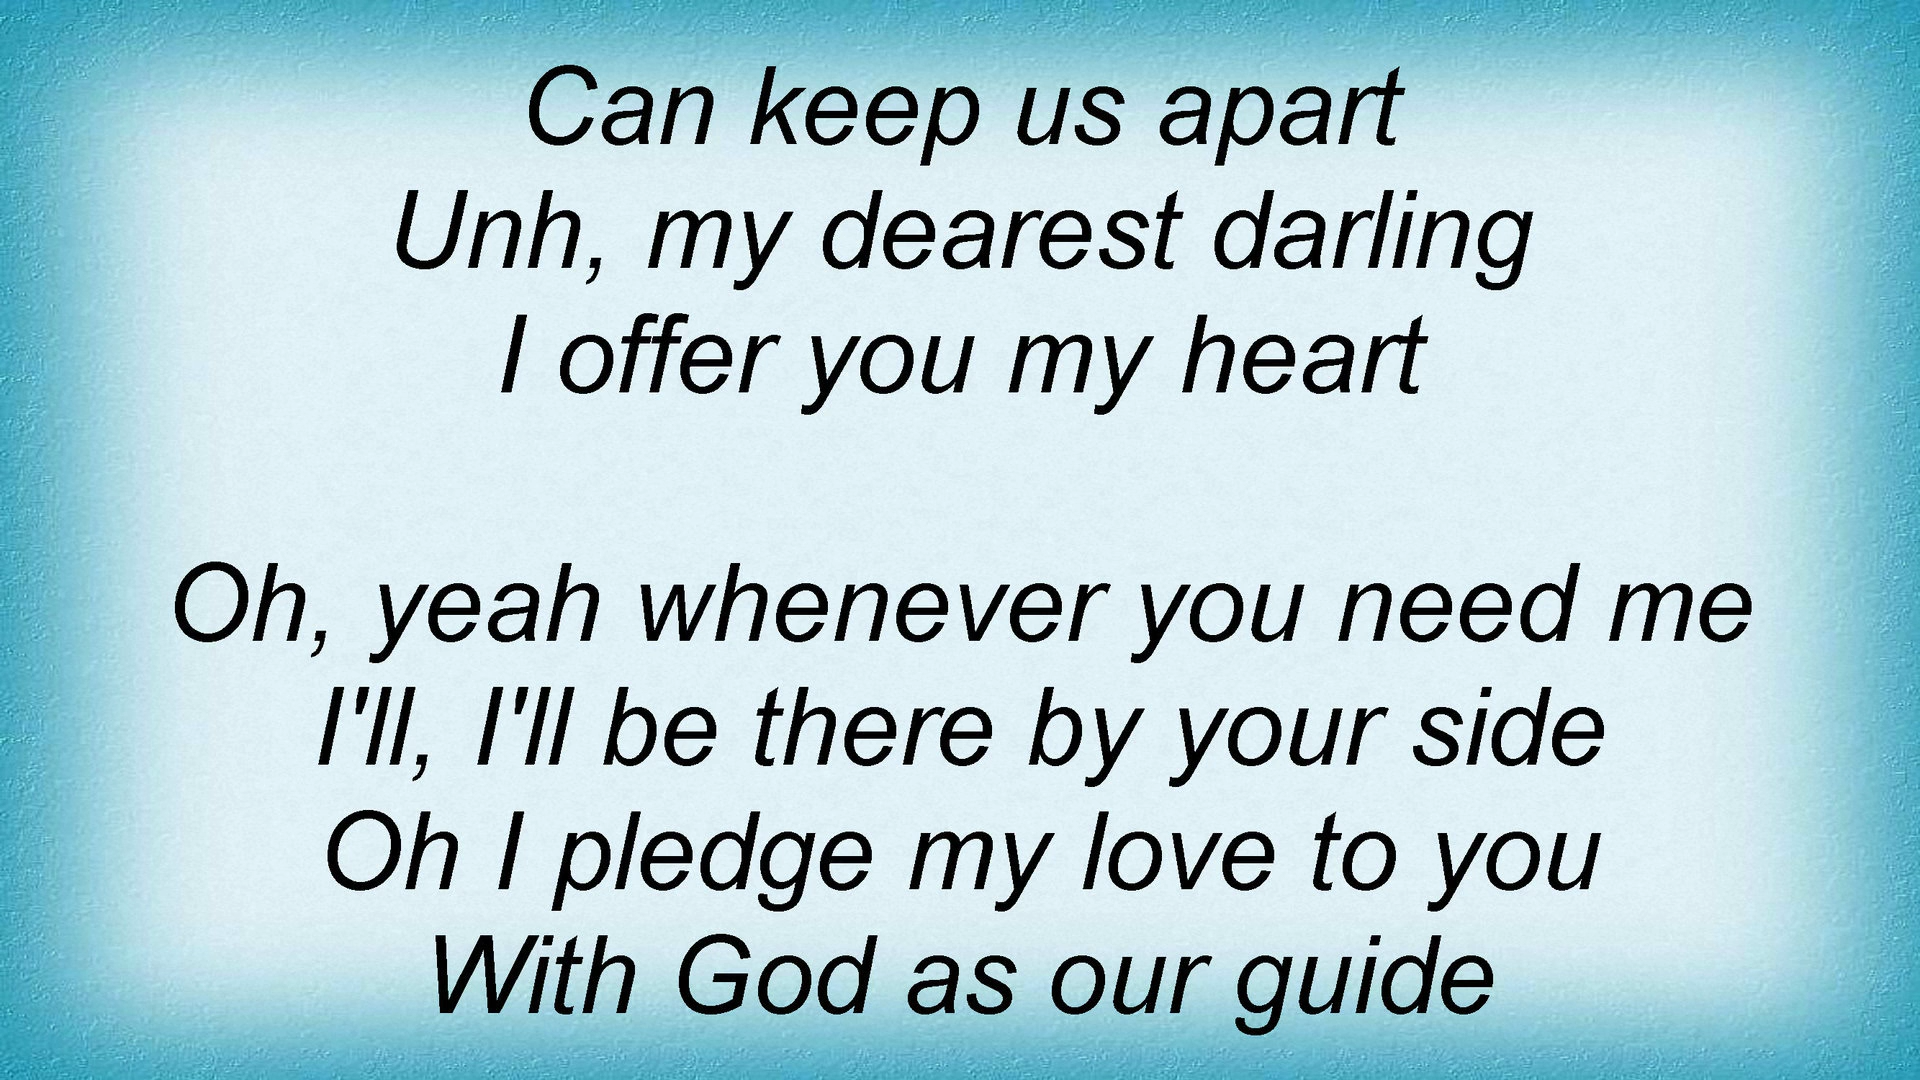 Can keep us apart
Unh, my dearest darling
I offer you my heart
Oh, yeah whenever you need me
I'll, I'll be there by your side
Oh I pledge my love to you
With God as our guide